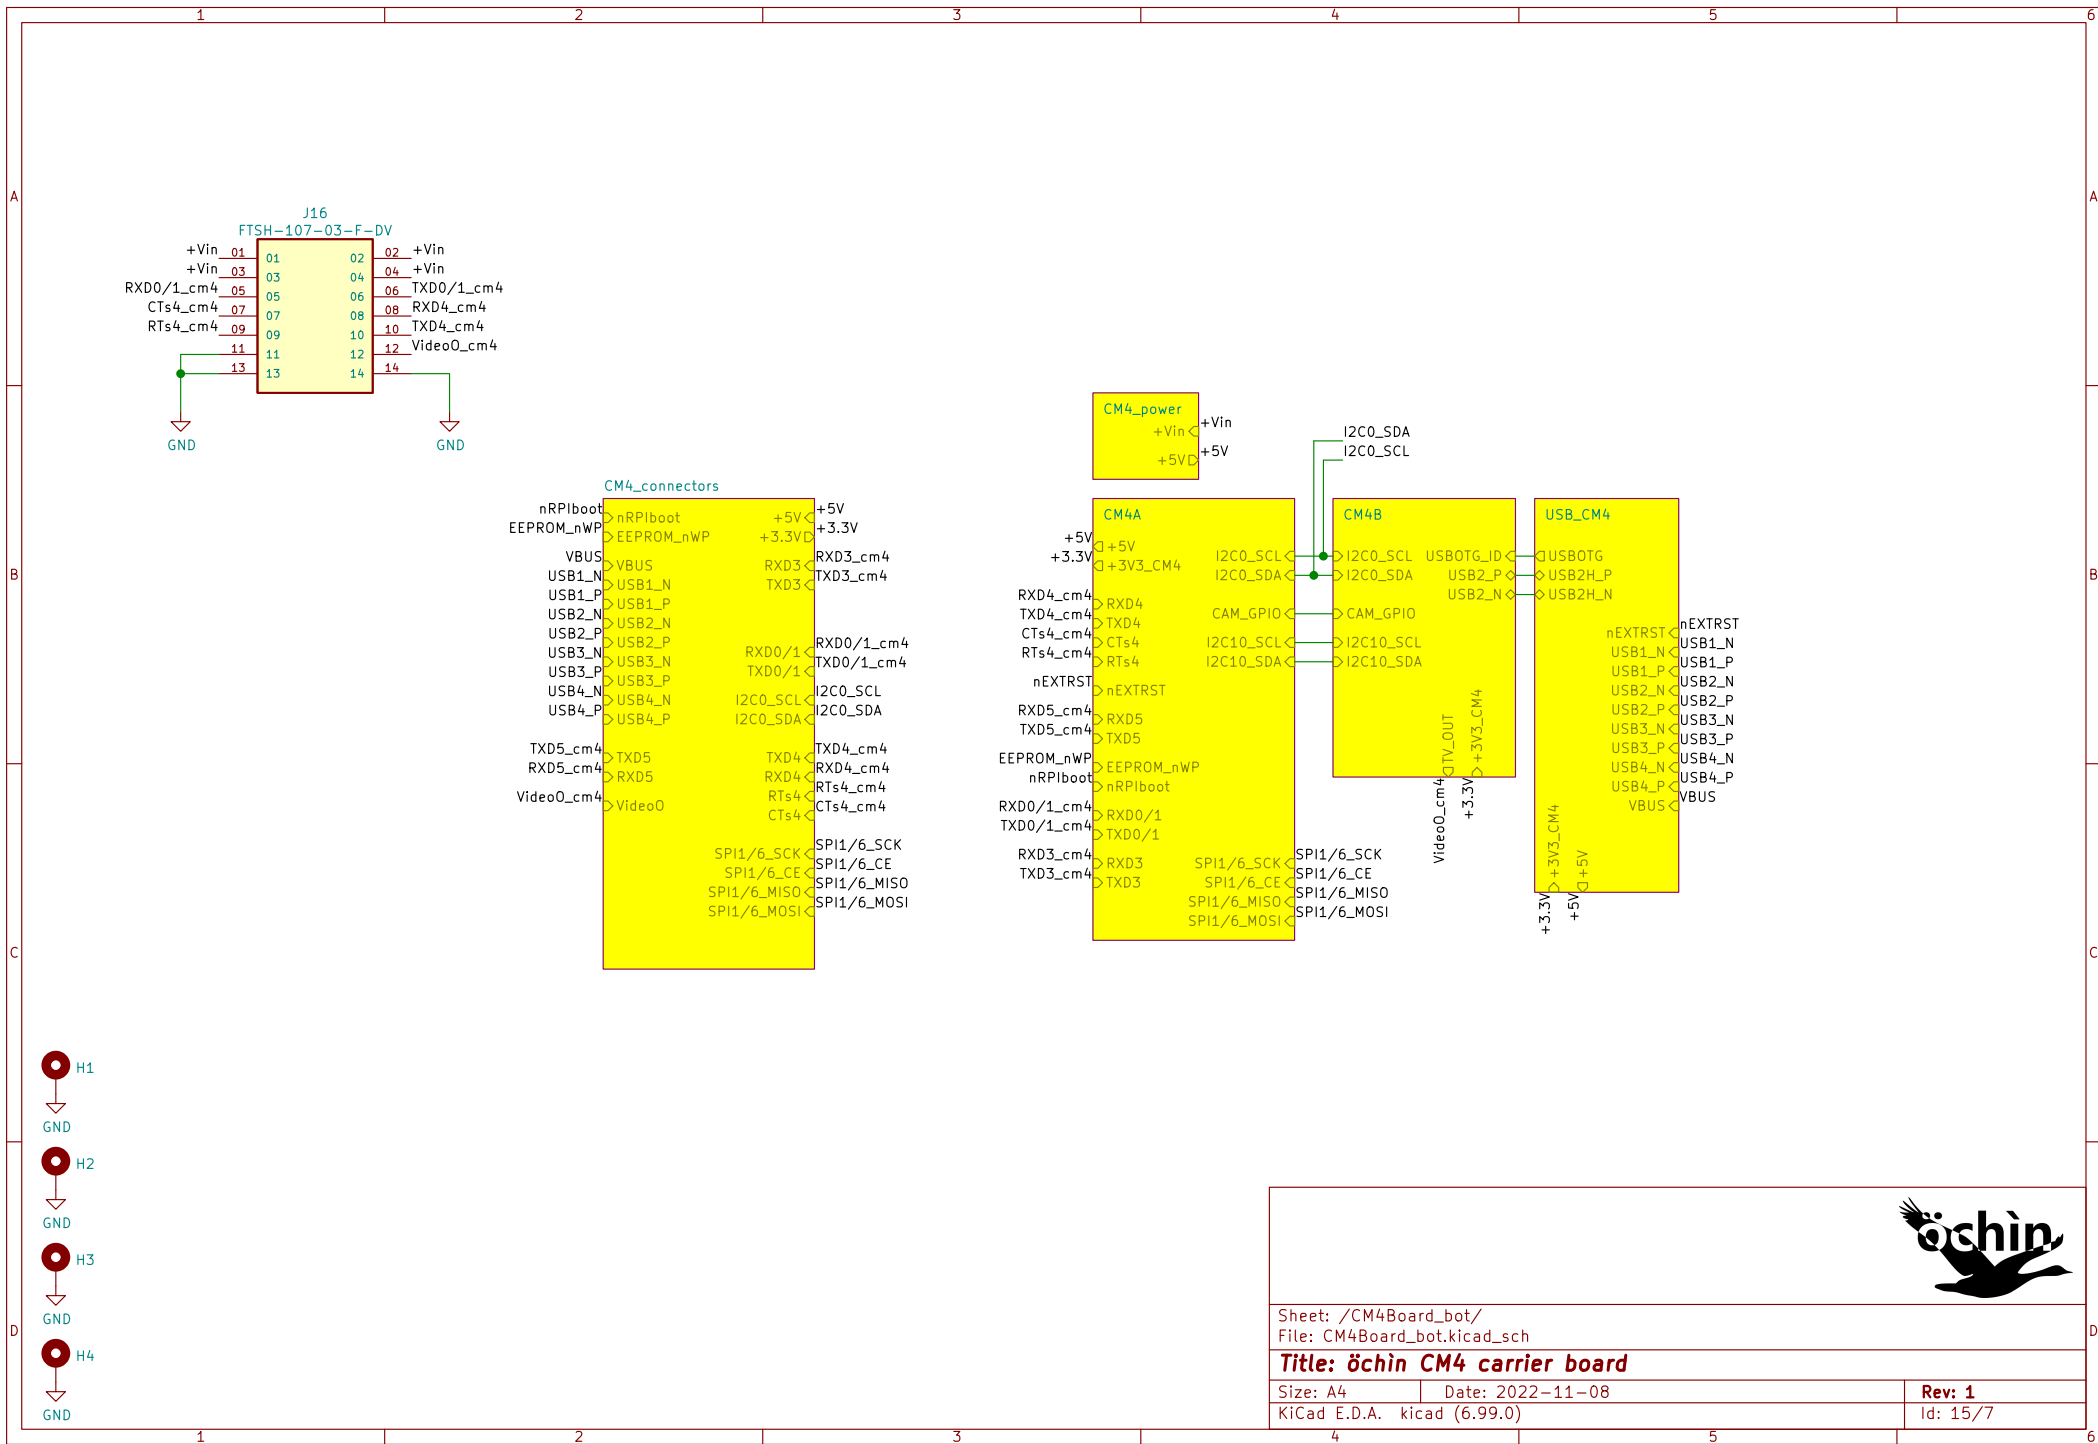 1 2 3 4 5 6
A
A
J16
FTSH-107-03-F-DV
+Vin 01 01 02 02 +Vin
+Vin 03 03 04 04 +Vin
RXD0/1_cm4 05 05 06 06 TXD0/1_cm4
CTs4_cm4 07 07 08 08 RXD4_cm4
RTs4_cm4 09 09 10 10 TXD4_cm4
11 11 12 12 VideoO_cm4
13 13 14 14
GND GND
B
B
CM4_connectors
nRPIboot nRPIboot
EEPROM_nWP EEPROM_nWP
VBUS VBUS
USB1_N USB1_N
USB1_P USB1_P
USB2_N USB2_N
USB2_P USB2_P
USB3_N USB3_N
USB3_P USB3_P
USB4_N USB4_N
USB4_P USB4_P
TXD5_cm4 TXD5
RXD5_cm4 RXD5
VideoO_cm4 VideoO
+5V +5V
+3.3V +3.3V
RXD3 RXD3_cm4
TXD3 TXD3_cm4
RXD0/1 RXD0/1_cm4
TXD0/1 TXD0/1_cm4
I2C0_SCL I2C0_SCL
I2C0_SDA I2C0_SDA
TXD4 TXD4_cm4
RXD4 RXD4_cm4
RTs4 RTs4_cm4
CTs4 CTs4_cm4
SPI1/6_SCK SPI1/6_SCK
SPI1/6_CE SPI1/6_CE
SPI1/6_MISO SPI1/6_MISO
SPI1/6_MOSI SPI1/6_MOSI
CM4_power
+Vin +Vin
+5V +5V
I2C0_SDA
I2C0_SCL
CM4A
+5V +5V
+3.3V +3V3_CM4
RXD4_cm4 RXD4
TXD4_cm4 TXD4
CTs4_cm4 CTs4
RTs4_cm4 RTs4
nEXTRST nEXTRST
RXD5_cm4 RXD5
TXD5_cm4 TXD5
EEPROM_nWP EEPROM_nWP
nRPIboot nRPIboot
RXD0/1_cm4 RXD0/1
TXD0/1_cm4 TXD0/1
RXD3_cm4 RXD3
TXD3_cm4 TXD3
I2C0_SCL
I2C0_SDA
CAM_GPIO
I2C10_SCL
I2C10_SDA
SPI1/6_SCK SPI1/6_SCK
SPI1/6_CE SPI1/6_CE
SPI1/6_MISO SPI1/6_MISO
SPI1/6_MOSI SPI1/6_MOSI
CM4B
I2C0_SCL USBOTG_ID
I2C0_SDA USB2_P
USB2_N
CAM_GPIO
I2C10_SCL
I2C10_SDA
TV_OUT
+3V3_CM4
VideoO_cm4
+3.3V
USB_CM4
USBOTG
USB2H_P
USB2H_N
nEXTRST nEXTRST
USB1_N USB1_N
USB1_P USB1_P
USB2_N USB2_N
USB2_P USB2_P
USB3_N USB3_N
USB3_P USB3_P
USB4_N USB4_N
USB4_P USB4_P
VBUS VBUS
+3V3_CM4
+5V
+3.3V
+5V
C
C
H1
GND
H2
GND
H3
GND
H4
GND
D
D
öchìn
Sheet: /CM4Board_bot/
File: CM4Board_bot.kicad_sch
Title: öchìn CM4 carrier board
Size: A4 Date: 2022-11-08 Rev: 1
KiCad E.D.A. kicad (6.99.0) Id: 15/7
1 2 3 4 5 6